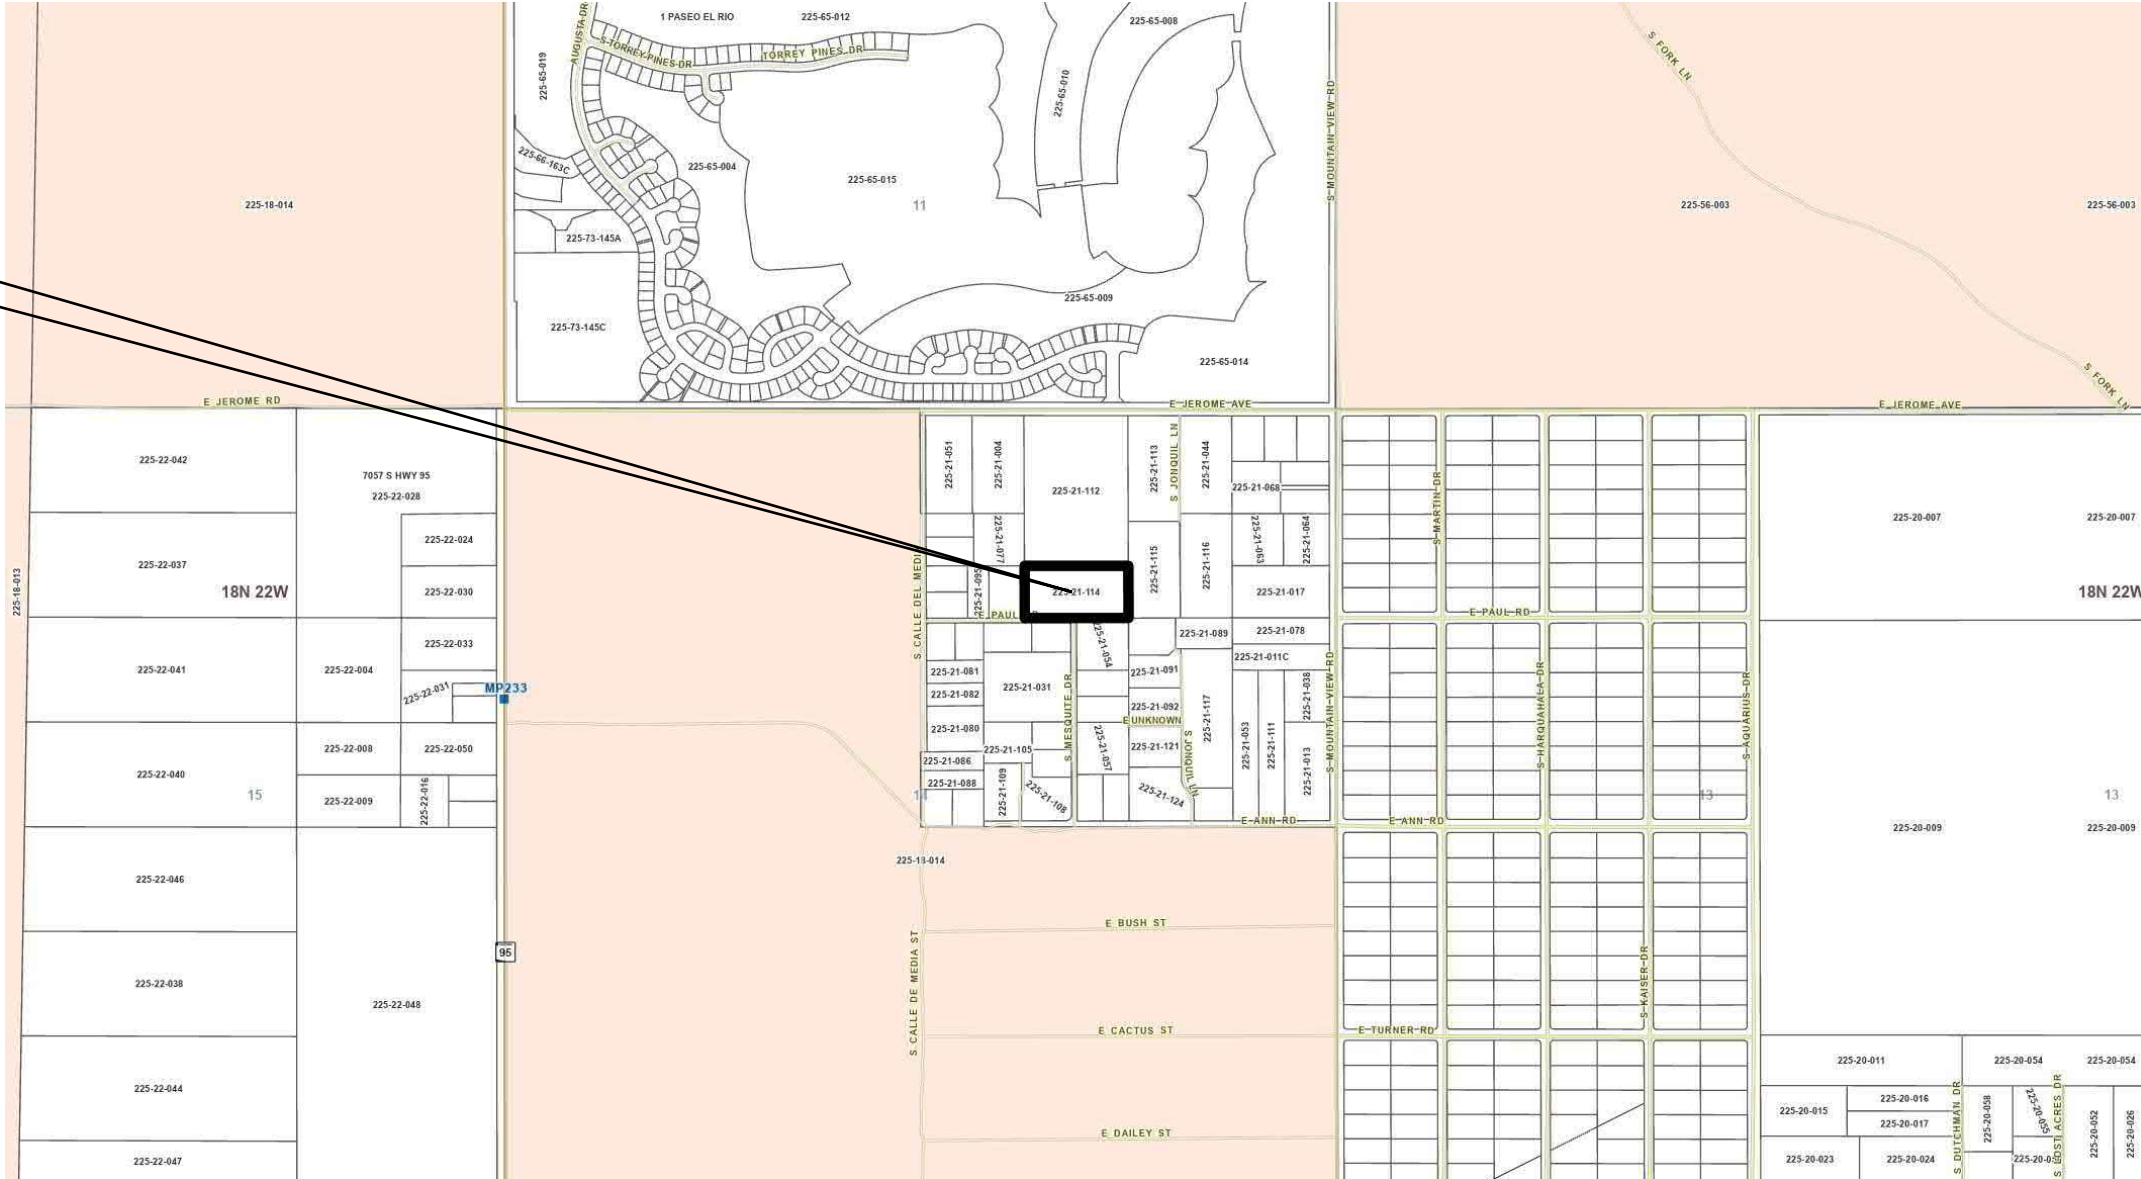 1 PASEO EL RIO
225-65-012
225-65-008
AUGUSTA DR
S TORREY PINES DR
TORREY PINES DR
225-65-019
225-65-010
S MOUNTAIN VIEW RD
S FORK LN
225-66-163C
225-65-004
225-65-015
11
225-18-014
225-56-003
225-56-003
225-73-145A
225-65-009
225-73-145C
225-65-014
S FORK LN
E JEROME RD
E JEROME AVE
E JEROME AVE
225-22-042
7057 S HWY 95
225-22-028
225-21-051
225-21-004
225-21-112
225-21-113
S JONQUIL LN
225-21-044
225-21-068
S MARTIN DR
225-20-007
225-20-007
225-22-024
225-21-077
225-21-063
225-21-064
225-22-037
225-21-115
225-21-116
225-18-013
18N 22W
225-22-030
S CALLE DEL MEDI
225-21-095
225-21-114
225-21-017
18N 22W
E PAUL
E PAUL RD
225-22-033
225-21-054
225-21-089
225-21-078
225-21-011C
225-22-041
225-22-004
225-21-081
225-21-091
225-22-031
MP233
225-21-082
225-21-031
225-21-038
225-21-092
E UNKNOWN
S MESQUITE DR
225-21-117
S MOUNTAIN VIEW RD
S HARQUAHALA DR
S AQUARIUS DR
225-21-080
225-22-008
225-22-050
225-21-105
225-21-057
225-21-121
S JONQUIL LN
225-21-053
225-21-111
225-21-013
225-21-086
225-22-040
225-21-088
225-21-109
225-21-108
225-21-124
15
225-22-009
225-22-016
14
13
13
E ANN RD
E ANN RD
225-20-009
225-20-009
225-18-014
225-22-046
E BUSH ST
S CALLE DE MEDIA ST
95
225-22-038
225-22-048
S KAISER DR
E CACTUS ST
E TURNER RD
225-20-011
225-20-054
225-20-054
225-22-044
225-20-015
225-20-016
225-20-017
S DUTCHMAN DR
225-20-058
225-20-055
S LOST ACRES DR
225-20-052
225-20-026
E DAILEY ST
225-22-047
225-20-023
225-20-024